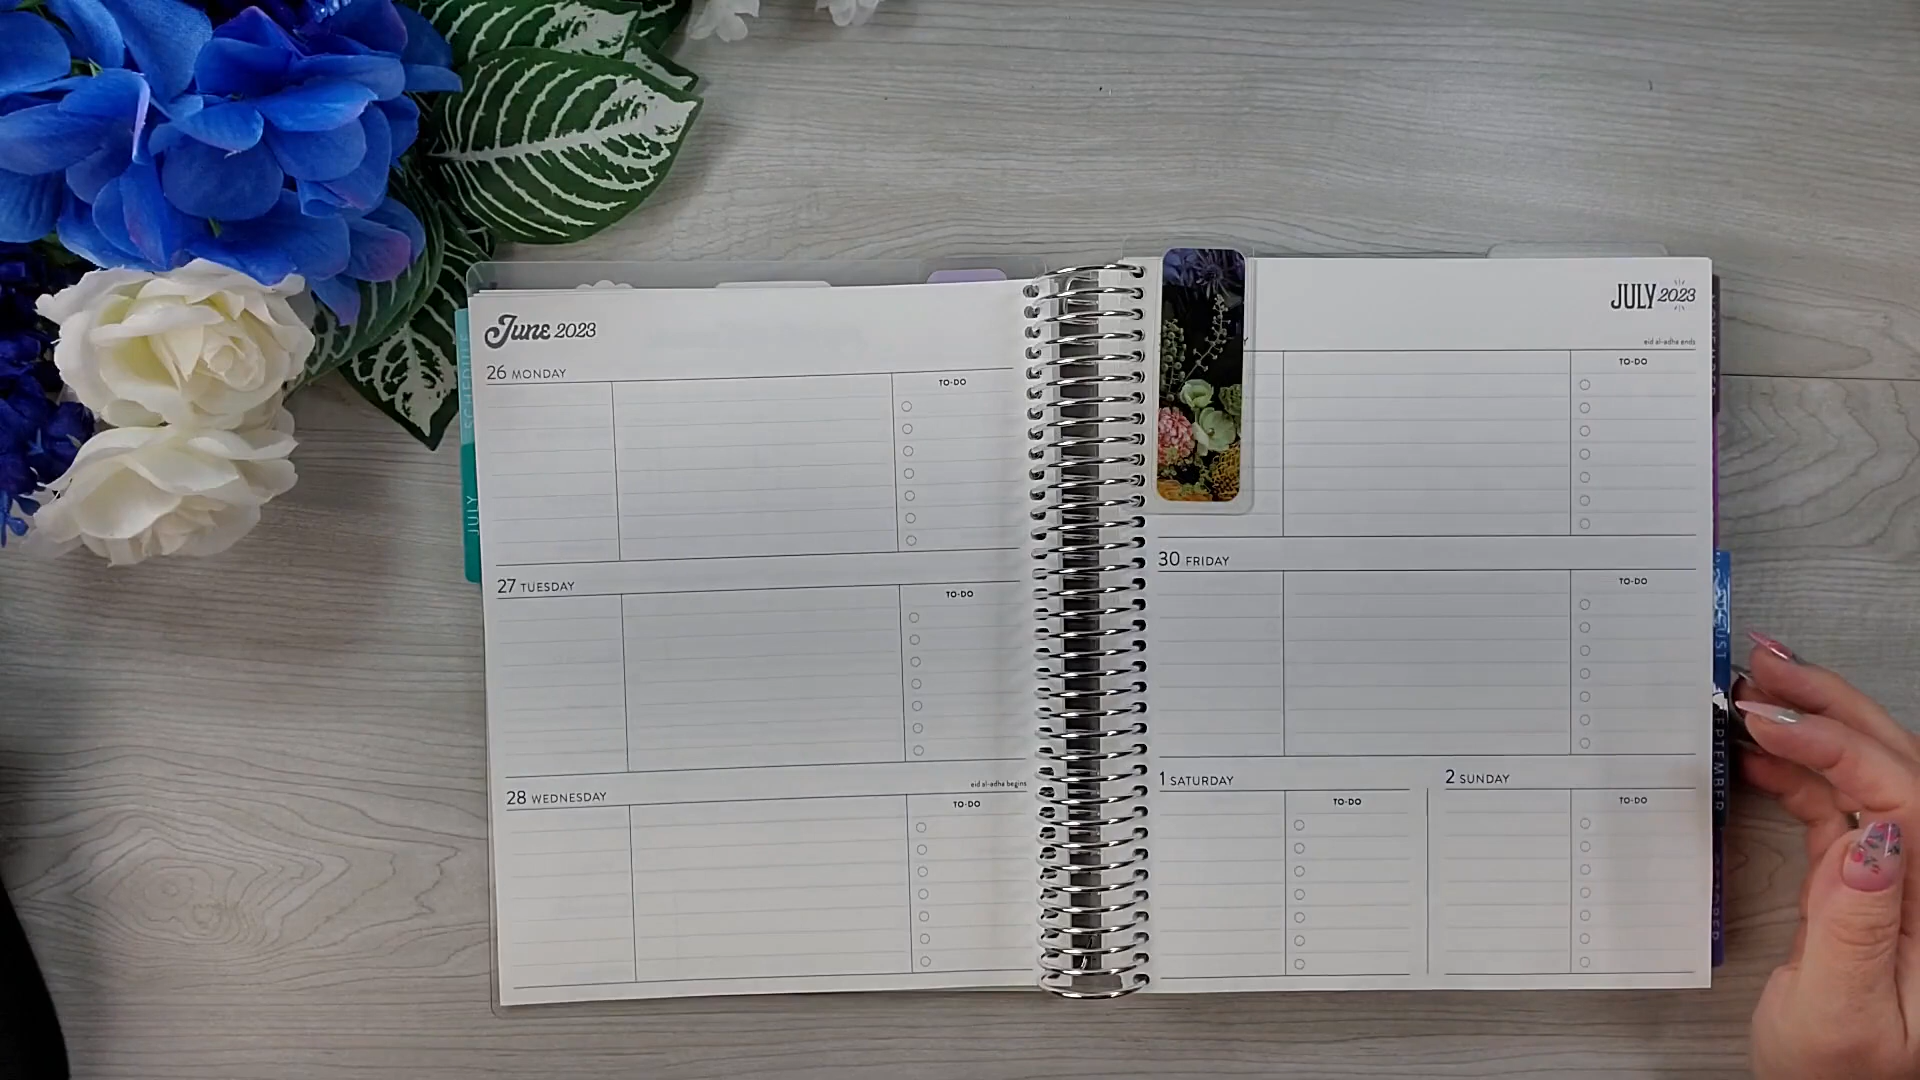 June 2023
26 MONDAY
TO-DO
27 TUESDAY
TO-DO
eid al-adha begins
28 WEDNESDAY
TO-DO
JULY 2023
eid al-adha ends
TO-DO
30 FRIDAY
TO-DO
1 SATURDAY
TO-DO
2 SUNDAY
TO-DO
SCHEDULE
JULY